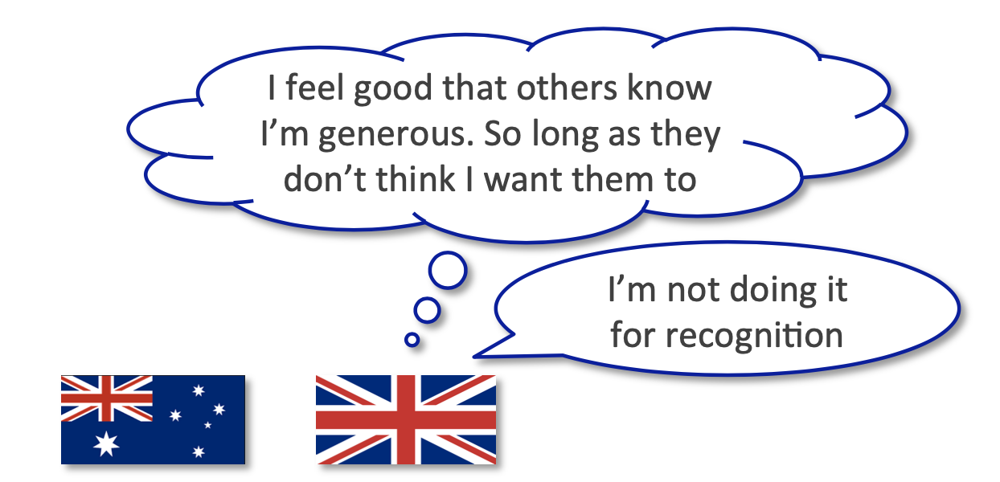 I feel good that others know
I’m generous. So long as they
don’t think I want them to
I’m not doing it
for recognition